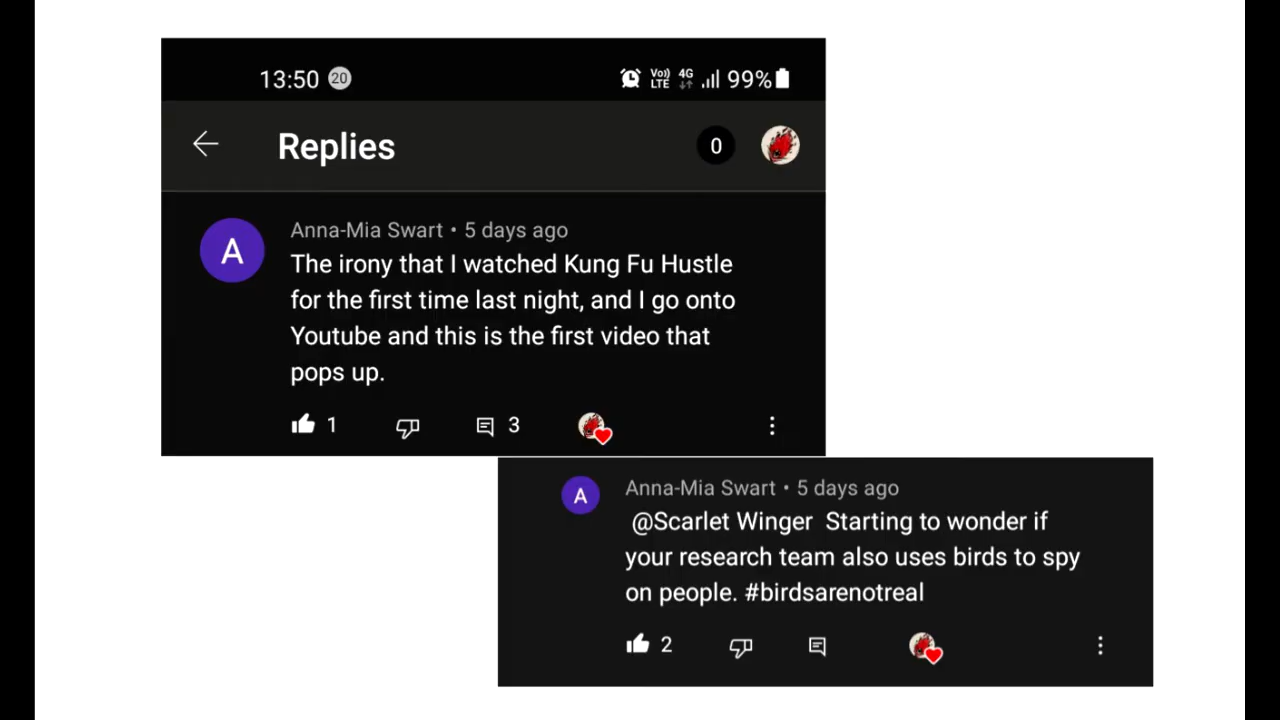 13:50 20 Vo)) LTE 4G 99%
Replies 0
A
Anna-Mia Swart • 5 days ago
The irony that I watched Kung Fu Hustle
for the first time last night, and I go onto
Youtube and this is the first video that
pops up.
1 3
A
Anna-Mia Swart • 5 days ago
@Scarlet Winger Starting to wonder if
your research team also uses birds to spy
on people. #birdsarenotreal
2